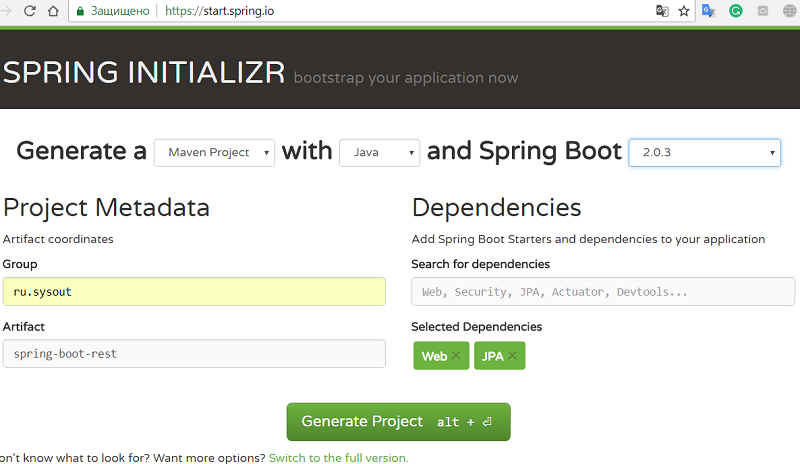 Защищено https://start.spring.io
SPRING INITIALIZR bootstrap your application now
Generate a Maven Project with Java and Spring Boot 2.0.3
Project Metadata
Artifact coordinates
Group
ru.sysout
Artifact
spring-boot-rest
Dependencies
Add Spring Boot Starters and dependencies to your application
Search for dependencies
Web, Security, JPA, Actuator, Devtools...
Selected Dependencies
Web × JPA ×
Generate Project alt + ⏎
on't know what to look for? Want more options? Switch to the full version.